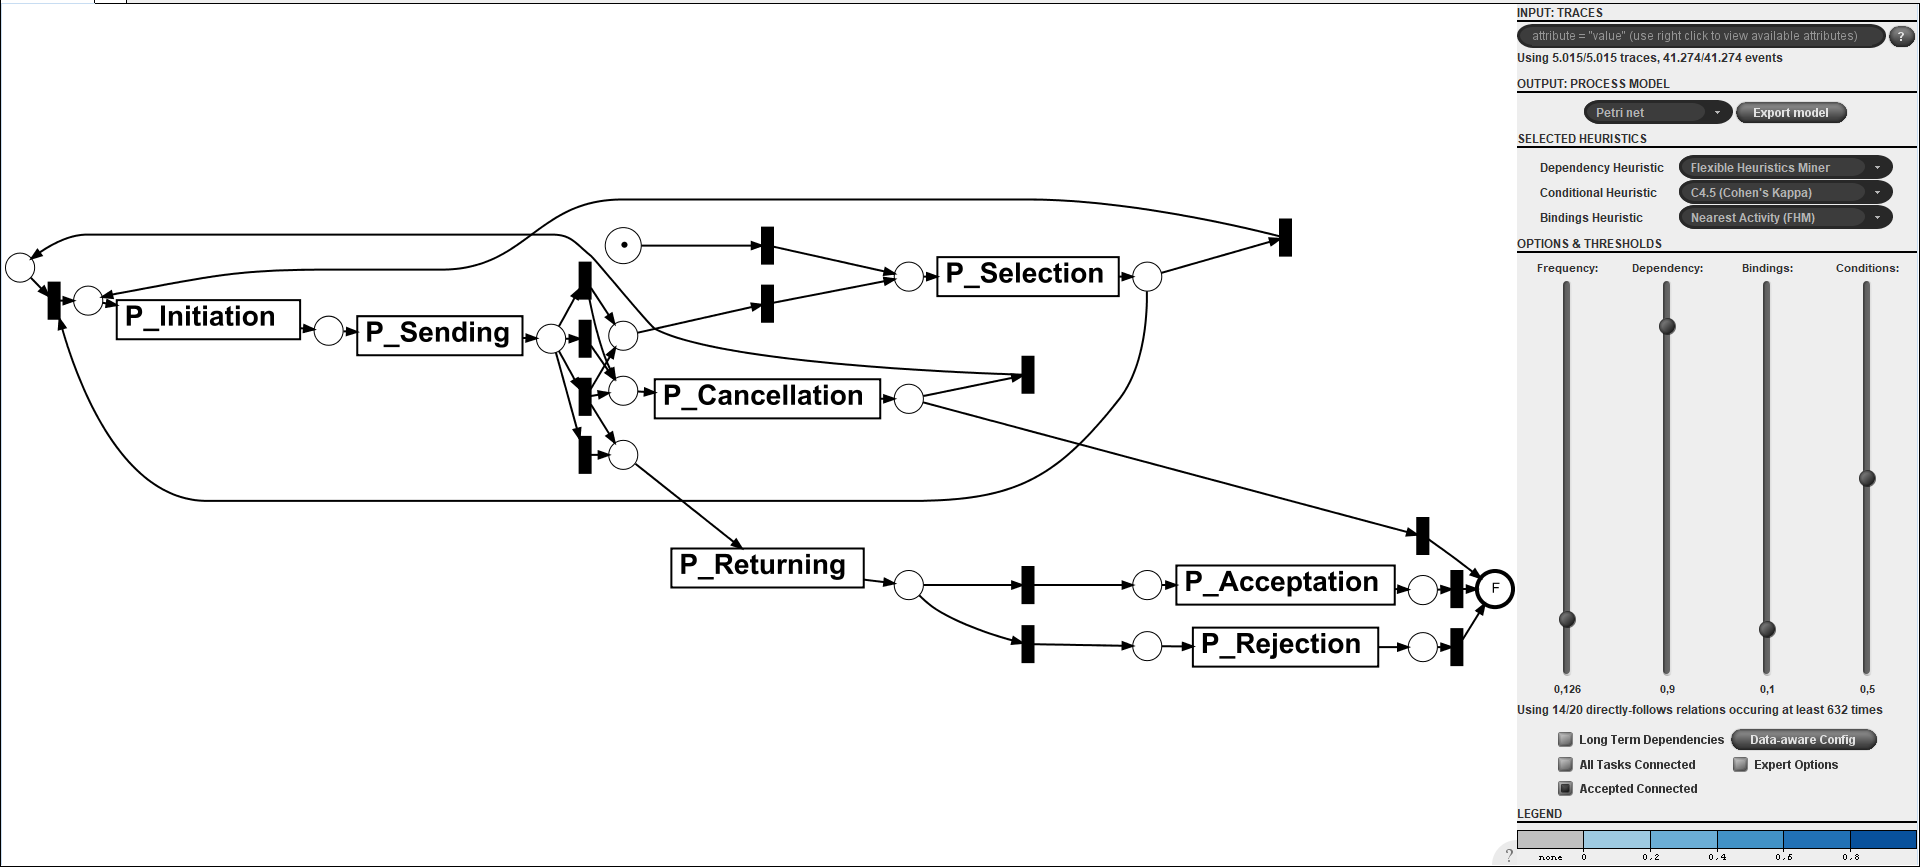 P_Initiation
P_Sending
P_Selection
P_Cancellation
P_Returning
P_Acceptation
P_Rejection
F
?
INPUT: TRACES
attribute = "value" (use right click to view available attributes)
?
Using 5.015/5.015 traces, 41.274/41.274 events
OUTPUT: PROCESS MODEL
Petri net
Export model
SELECTED HEURISTICS
Dependency Heuristic Flexible Heuristics Miner
Conditional Heuristic C4.5 (Cohen's Kappa)
Bindings Heuristic Nearest Activity (FHM)
OPTIONS & THRESHOLDS
Frequency: Dependency: Bindings: Conditions:
0,126 0,9 0,1 0,5
Using 14/20 directly-follows relations occuring at least 632 times
Long Term Dependencies Data-aware Config
All Tasks Connected Expert Options
Accepted Connected
LEGEND
none 0 0.2 0.4 0.6 0.8